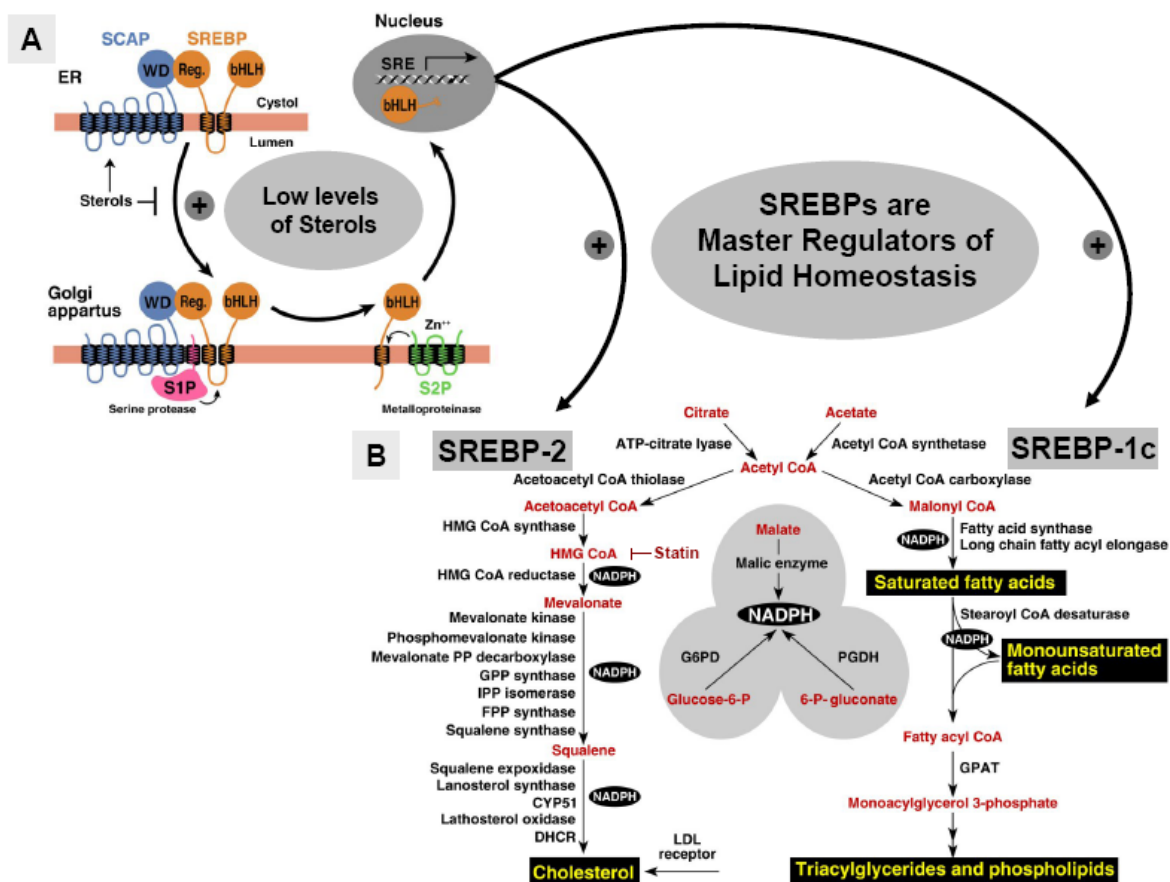 A
SCAP
SREBP
Nucleus
ER
WD
Reg.
bHLH
SRE
bHLH
Cystol
Lumen
Sterols
+
Low levels
of Sterols
SREBPs are
Master Regulators of
Lipid Homeostasis
+
+
Golgi
appartus
WD
Reg.
bHLH
bHLH
Zn++
S1P
S2P
Serine protease
Metalloproteinase
B
SREBP-2
SREBP-1c
Citrate
Acetate
ATP-citrate lyase
Acetyl CoA synthetase
Acetyl CoA
Acetoacetyl CoA thiolase
Acetyl CoA carboxylase
Acetoacetyl CoA
HMG CoA synthase
HMG CoA
Statin
HMG CoA reductase
NADPH
Mevalonate
Mevalonate kinase
Phosphomevalonate kinase
Mevalonate PP decarboxylase
GPP synthase
NADPH
IPP isomerase
FPP synthase
Squalene synthase
Squalene
Squalene expoxidase
Lanosterol synthase
CYP51
NADPH
Lathosterol oxidase
DHCR
Cholesterol
LDL
receptor
Malate
Malic enzyme
NADPH
G6PD
PGDH
Glucose-6-P
6-P-gluconate
Malonyl CoA
NADPH
Fatty acid synthase
Long chain fatty acyl elongase
Saturated fatty acids
Stearoyl CoA desaturase
NADPH
Monounsaturated
fatty acids
Fatty acyl CoA
GPAT
Monoacylglycerol 3-phosphate
Triacylglycerides and phospholipids